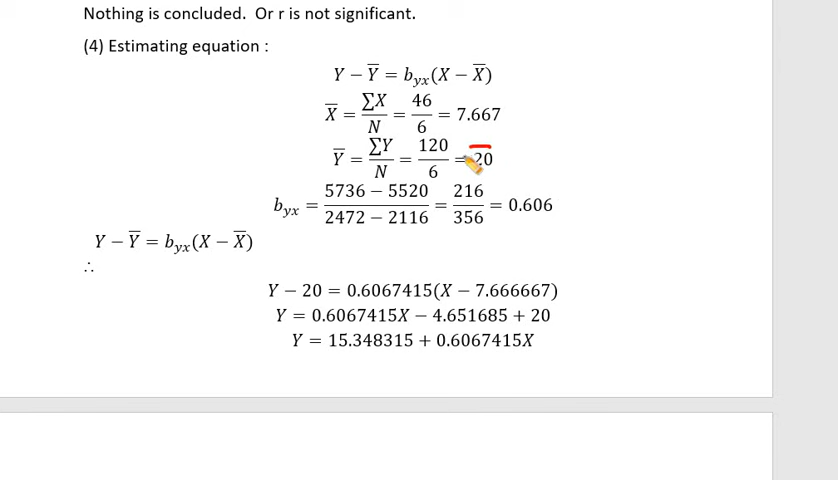 Nothing is concluded.  Or r is not significant.
(4) Estimating equation :
Y − Y̅ = b_yx(X − X̅)
X̅ = ∑X/N = 46/6 = 7.667
Y̅ = ∑Y/N = 120/6 = 20
b_yx = (5736 − 5520)/(2472 − 2116) = 216/356 = 0.606
Y − Y̅ = b_yx(X − X̅)
∴
Y − 20 = 0.6067415(X − 7.666667)
Y = 0.6067415X − 4.651685 + 20
Y = 15.348315 + 0.6067415X